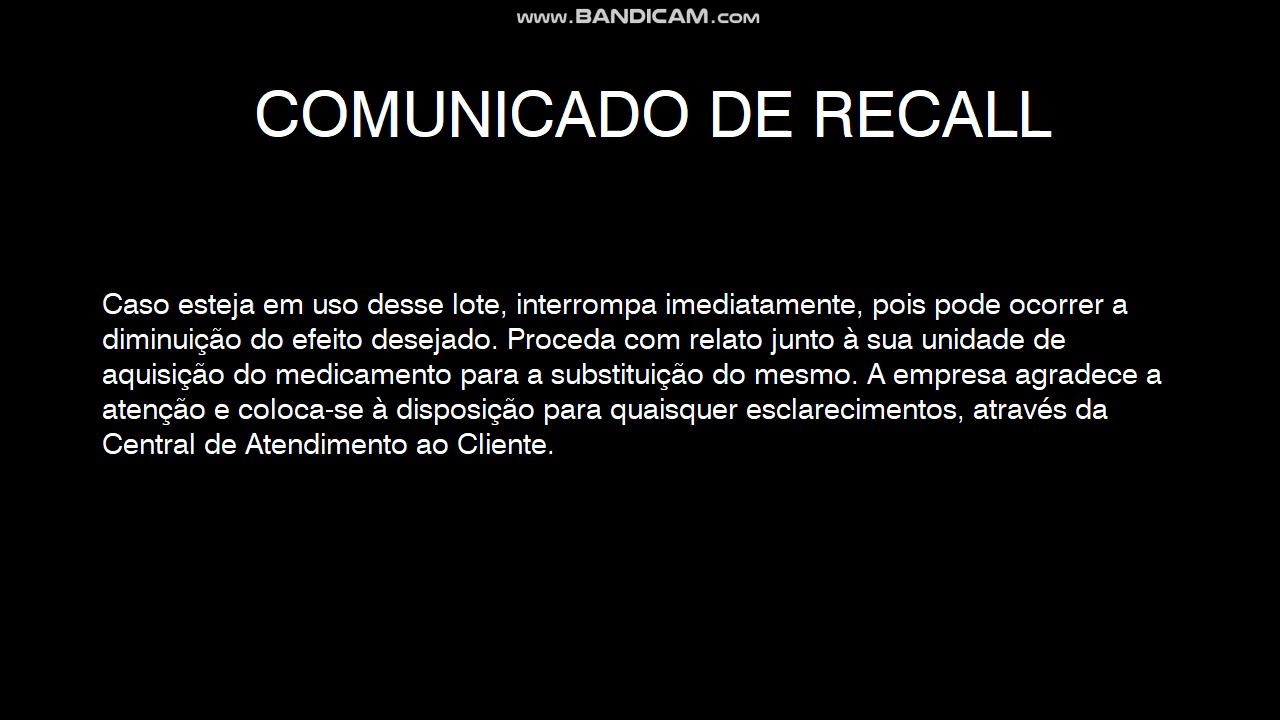 www.BANDICAM.com
COMUNICADO DE RECALL
Caso esteja em uso desse lote, interrompa imediatamente, pois pode ocorrer a
diminuição do efeito desejado. Proceda com relato junto à sua unidade de
aquisição do medicamento para a substituição do mesmo. A empresa agradece a
atenção e coloca-se à disposição para quaisquer esclarecimentos, através da
Central de Atendimento ao Cliente.